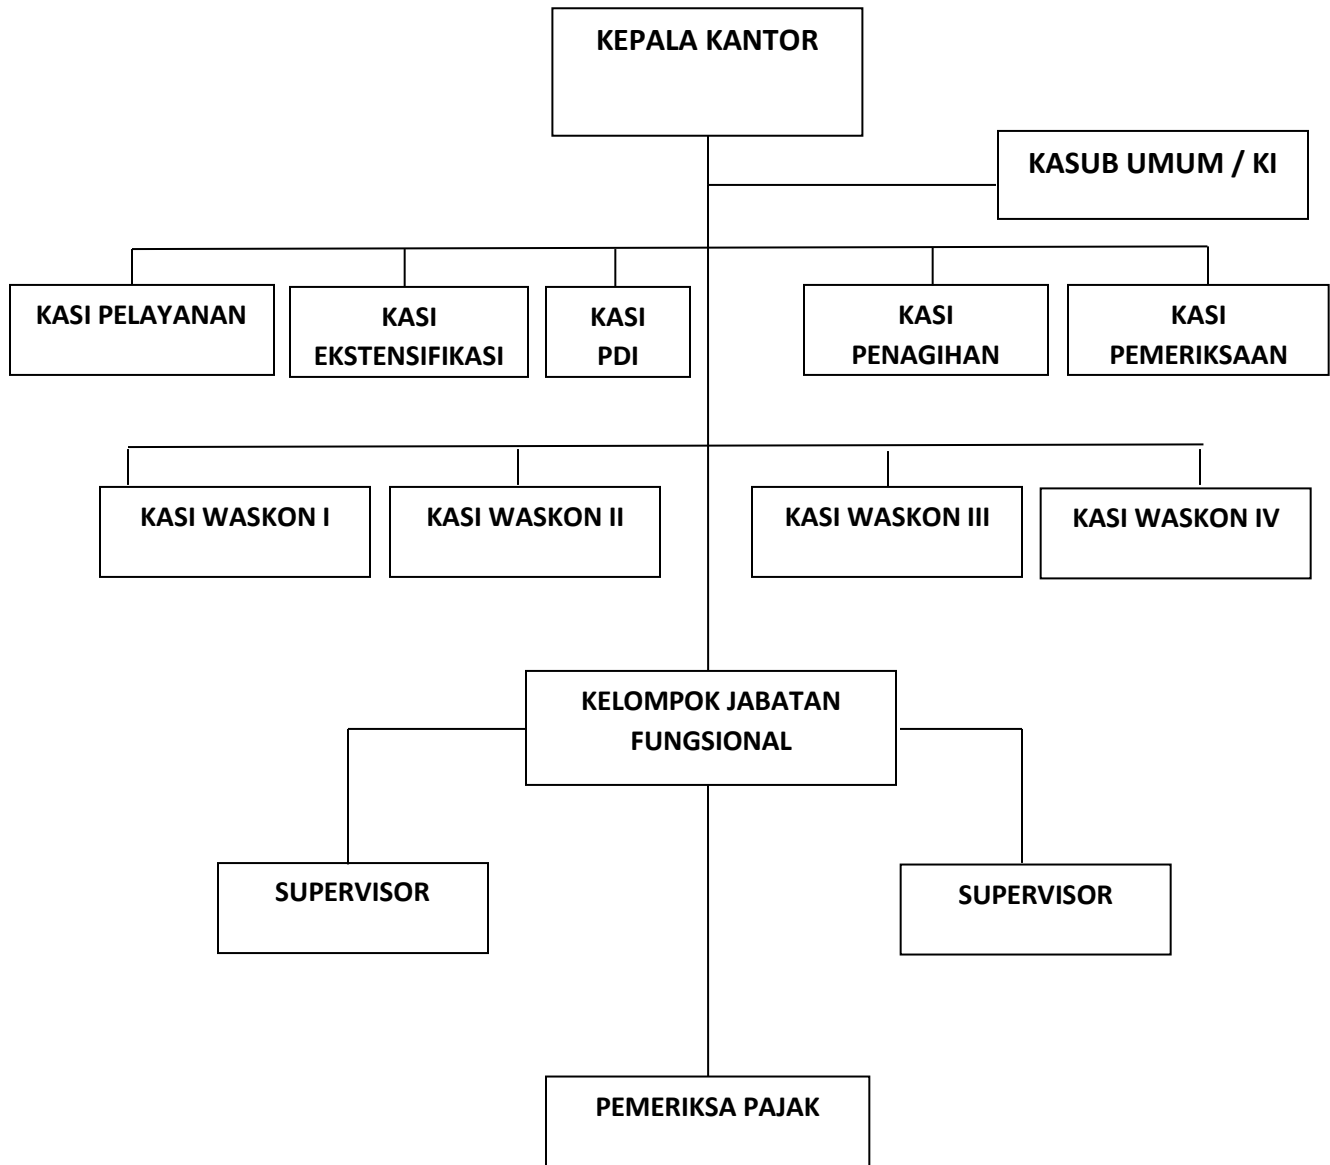 KEPALA KANTOR
KASUB UMUM / KI
KASI PELAYANAN
KASI
EKSTENSIFIKASI
KASI
PDI
KASI
PENAGIHAN
KASI
PEMERIKSAAN
KASI WASKON I
KASI WASKON II
KASI WASKON III
KASI WASKON IV
KELOMPOK JABATAN
FUNGSIONAL
SUPERVISOR
SUPERVISOR
PEMERIKSA PAJAK